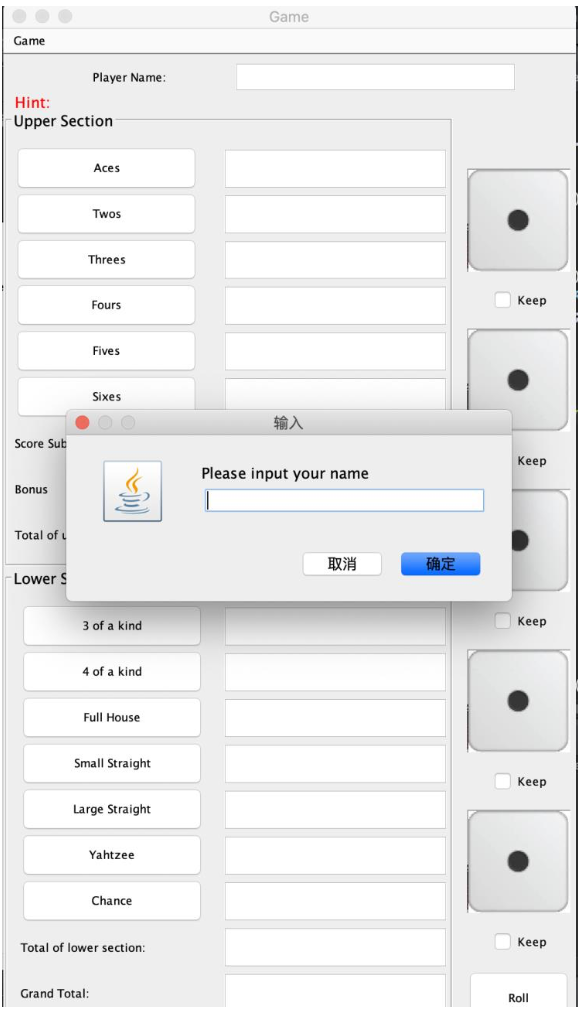 Game
Game
Player Name:
Hint:
Upper Section
Aces
Twos
Threes
Keep
Fours
Fives
Sixes
输入
Score Sub
Keep
Please input your name
Bonus
Total of u
取消
确定
Lower S
3 of a kind
Keep
4 of a kind
Full House
Small Straight
Keep
Large Straight
Yahtzee
Chance
Total of lower section:
Keep
Grand Total:
Roll